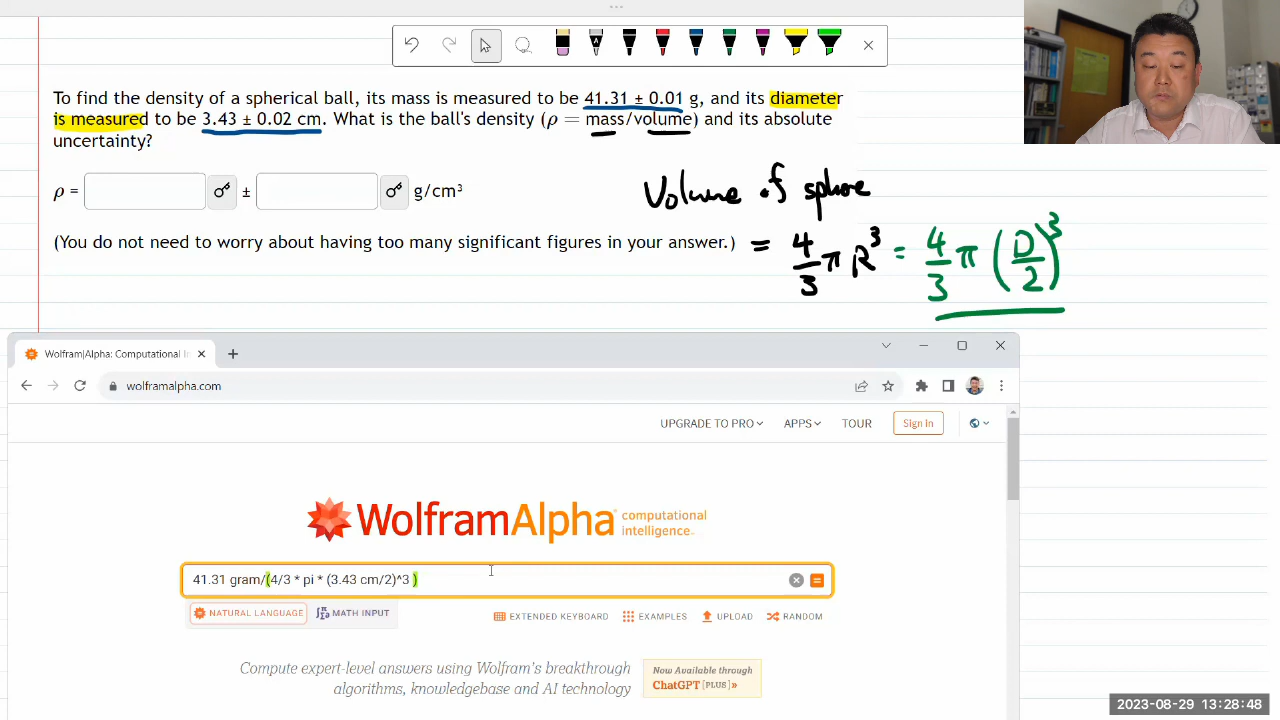 To find the density of a spherical ball, its mass is measured to be 41.31 ± 0.01 g, and its diameter
is measured to be 3.43 ± 0.02 cm. What is the ball's density (ρ = mass/volume) and its absolute
uncertainty?
ρ = ± g/cm³
(You do not need to worry about having too many significant figures in your answer.)
Volume of sphere
= 4/3 π R³ = 4/3 π (D/2)³
Wolfram|Alpha: Computational In
wolframalpha.com
UPGRADE TO PRO APPS TOUR Sign In
WolframAlpha computational intelligence™
41.31 gram/(4/3 * pi * (3.43 cm/2)^3 )
NATURAL LANGUAGE MATH INPUT EXTENDED KEYBOARD EXAMPLES UPLOAD RANDOM
Compute expert-level answers using Wolfram's breakthrough
algorithms, knowledgebase and AI technology
Now Available through
ChatGPT [PLUS] »
2023-08-29 13:28:48